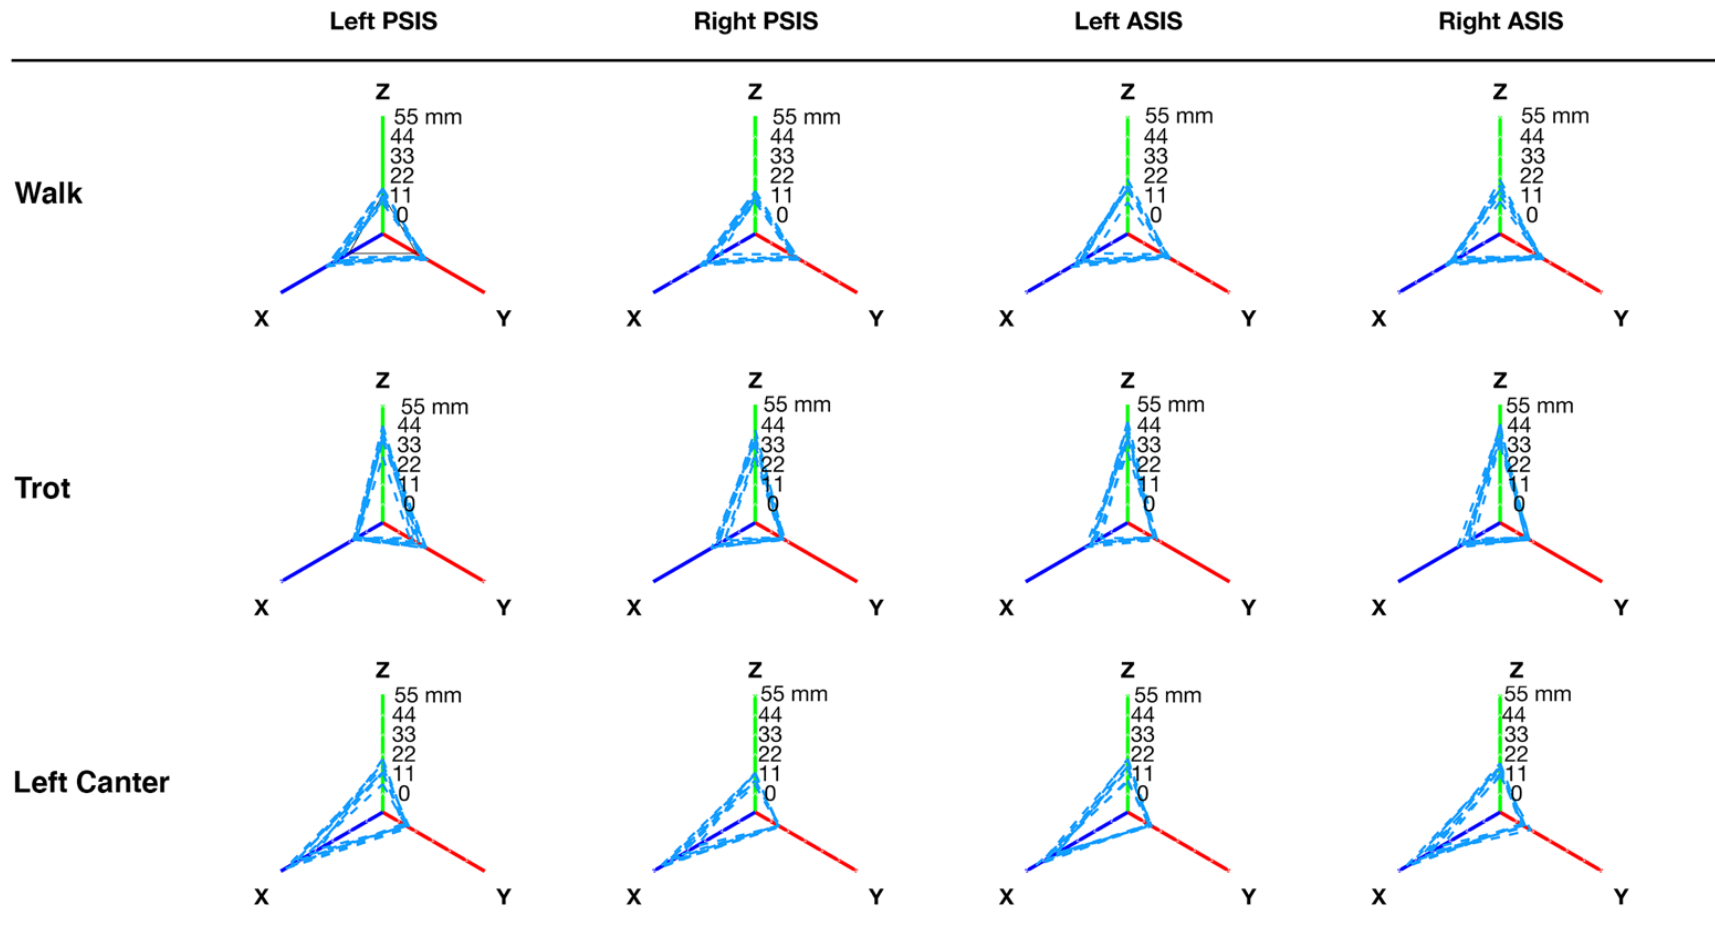 Left PSIS Right PSIS Left ASIS Right ASIS
Z Z Z Z
55 mm 55 mm 55 mm 55 mm
44 44 44 44
33 33 33 33
Walk 22 22 22 22
11 11 11 11
0 0 0 0
X Y X Y X Y X Y
Z Z Z Z
55 mm 55 mm 55 mm 55 mm
44 44 44 44
33 33 33 33
22 22 22 22
Trot 11 11 11 11
0 0 0 0
X Y X Y X Y X Y
Z Z Z Z
55 mm 55 mm 55 mm 55 mm
44 44 44 44
33 33 33 33
22 22 22 22
Left Canter 11 11 11 11
0 0 0 0
X Y X Y X Y X Y